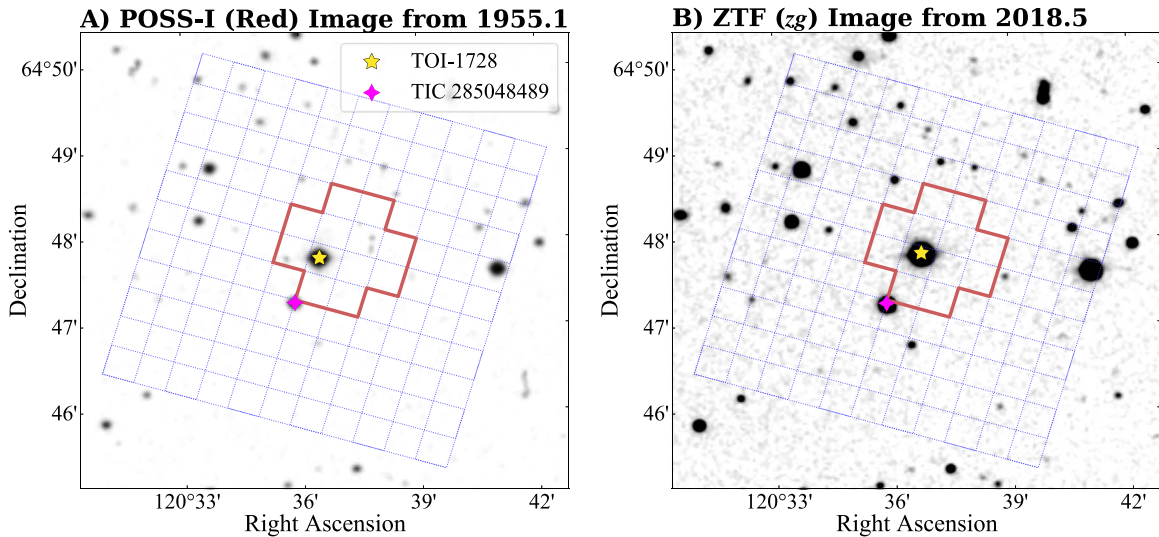 A) POSS-I (Red) Image from 1955.1
B) ZTF (zg) Image from 2018.5
TOI-1728
TIC 285048489
64°50'
49'
48'
47'
46'
Declination
120°33'
36'
39'
42'
Right Ascension
64°50'
49'
48'
47'
46'
Declination
120°33'
36'
39'
42'
Right Ascension